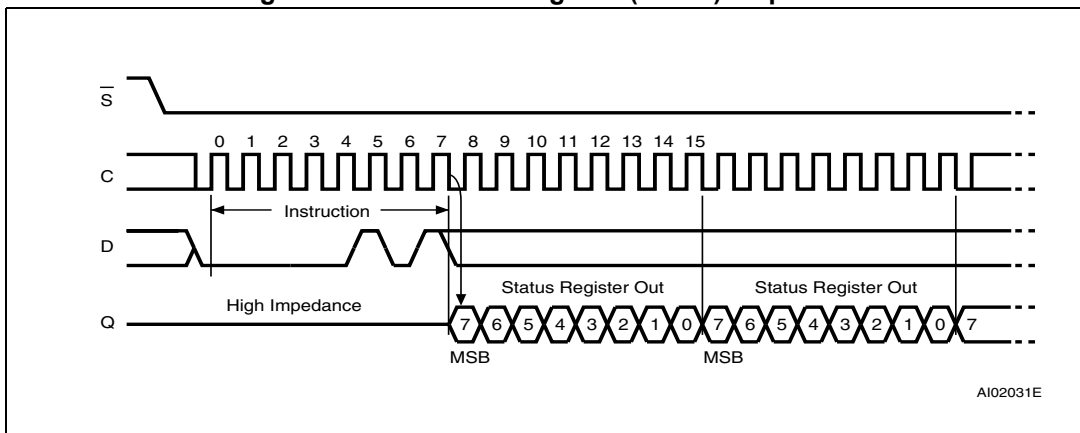 S
0 1 2 3 4 5 6 7 8 9 10 11 12 13 14 15
C
Instruction
D
High Impedance
Status Register Out
Status Register Out
Q
7 6 5 4 3 2 1 0 7 6 5 4 3 2 1 0 7
MSB
MSB
AI02031E